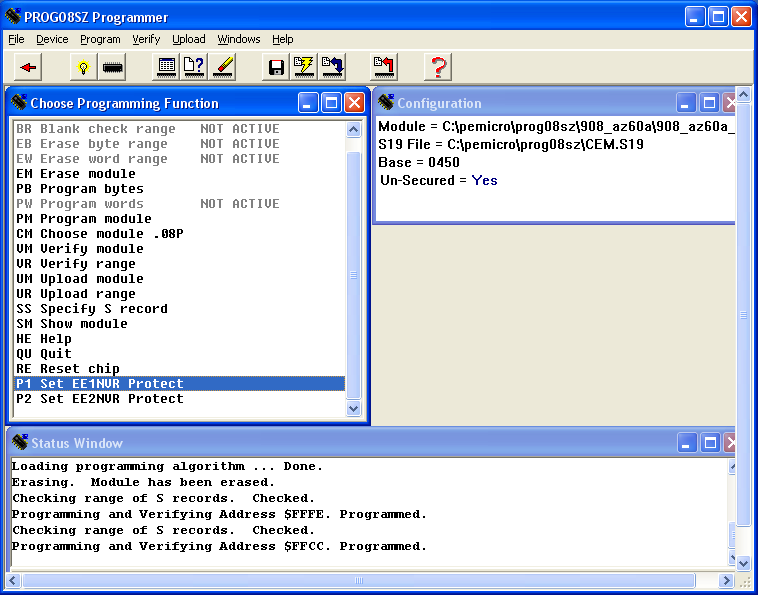 PROG08SZ Programmer
File Device Program Verify Upload Windows Help
Choose Programming Function
BR Blank check range NOT ACTIVE
EB Erase byte range NOT ACTIVE
EW Erase word range NOT ACTIVE
EM Erase module
PB Program bytes
PW Program words NOT ACTIVE
PM Program module
CM Choose module .08P
VM Verify module
VR Verify range
UM Upload module
UR Upload range
SS Specify S record
SM Show module
HE Help
QU Quit
RE Reset chip
P1 Set EE1NVR Protect
P2 Set EE2NVR Protect
Configuration
Module = C:\pemicro\prog08sz\908_az60a\908_az60a_
S19 File = C:\pemicro\prog08sz\CEM.S19
Base = 0450
Un-Secured = Yes
Status Window
Loading programming algorithm ... Done.
Erasing. Module has been erased.
Checking range of S records. Checked.
Programming and Verifying Address $FFFE. Programmed.
Checking range of S records. Checked.
Programming and Verifying Address $FFCC. Programmed.